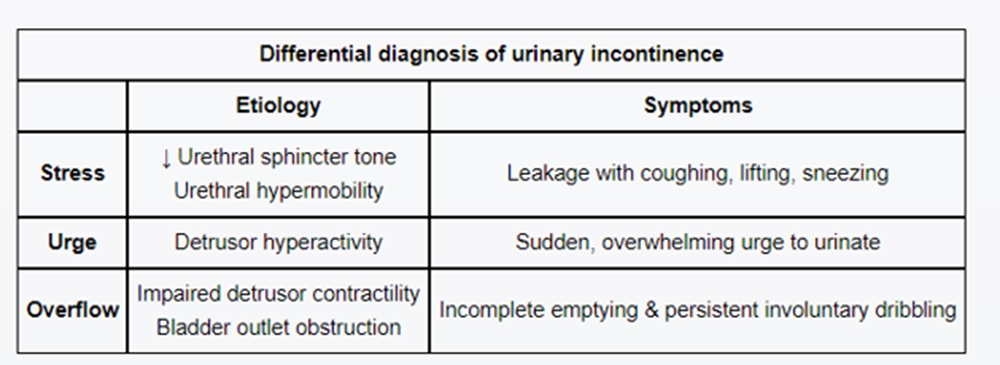 Differential diagnosis of urinary incontinence
Etiology
Symptoms
Stress
↓ Urethral sphincter tone
Urethral hypermobility
Leakage with coughing, lifting, sneezing
Urge
Detrusor hyperactivity
Sudden, overwhelming urge to urinate
Overflow
Impaired detrusor contractility
Bladder outlet obstruction
Incomplete emptying & persistent involuntary dribbling